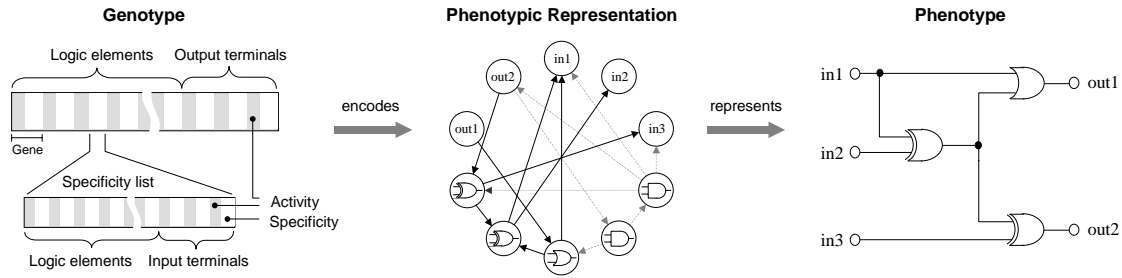 Genotype
Logic elements
Output terminals
Gene
Specificity list
Activity
Specificity
Logic elements
Input terminals
encodes
Phenotypic Representation
in1
out2
in2
out1
in3
represents
Phenotype
in1
out1
in2
in3
out2